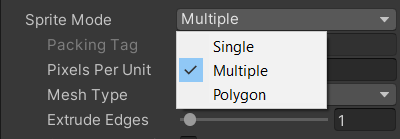 Sprite Mode Multiple
Packing Tag Single
Pixels Per Unit Multiple
Mesh Type Polygon
Extrude Edges 1